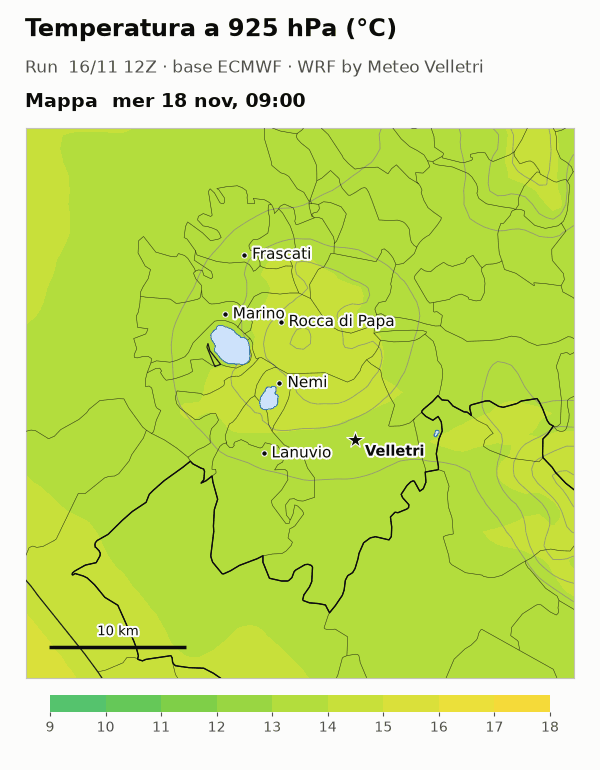 Temperatura a 925 hPa (°C)
Run  16/11 12Z · base ECMWF · WRF by Meteo Velletri
Mappa  mer 18 nov, 09:00
Frascati
Marino
Rocca di Papa
Nemi
Velletri
Lanuvio
10 km
9 10 11 12 13 14 15 16 17 18